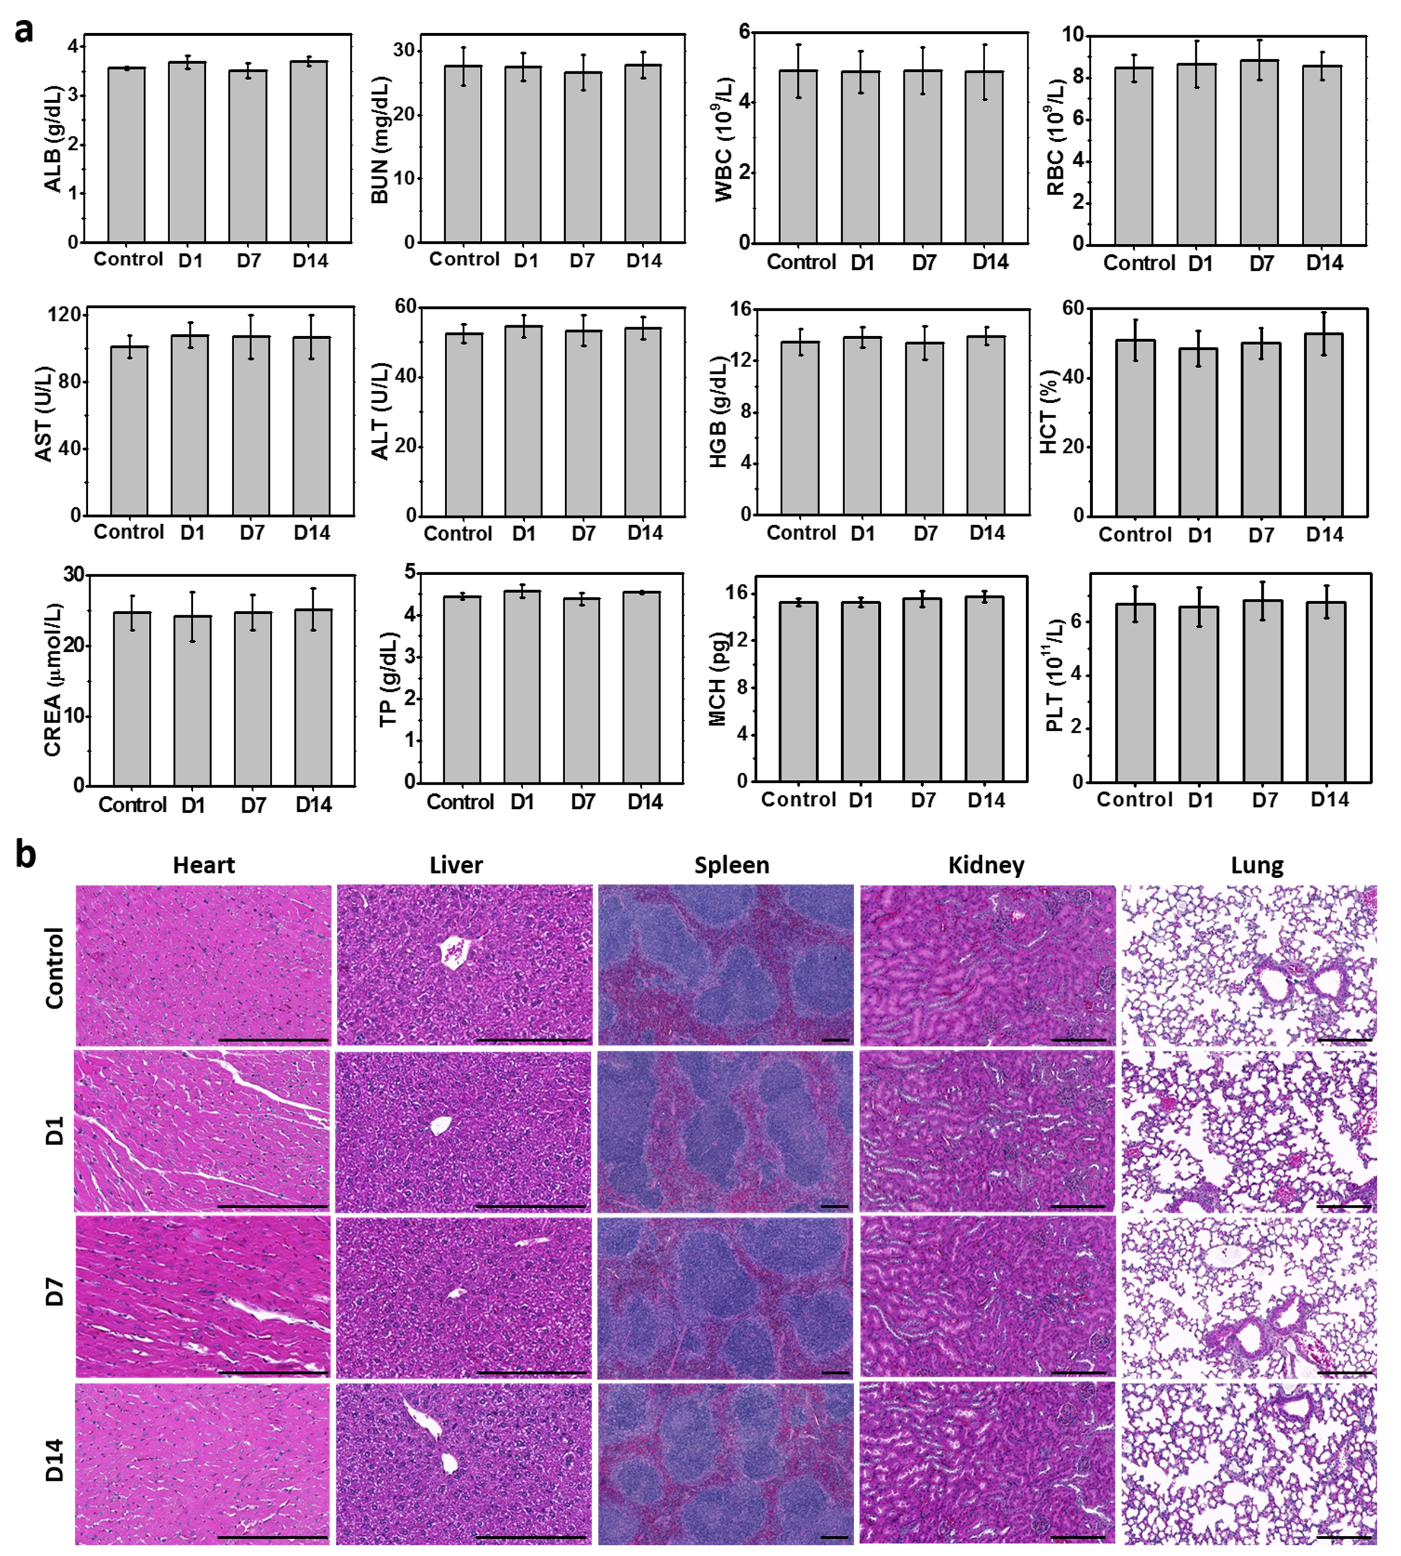 a
4
3
2
1
0
ALB (g/dL)
Control D1 D7 D14
30
20
10
0
BUN (mg/dL)
Control D1 D7 D14
6
4
2
0
WBC (10⁹/L)
Control D1 D7 D14
10
8
6
4
2
0
RBC (10⁹/L)
Control D1 D7 D14
120
80
40
0
AST (U/L)
Control D1 D7 D14
60
40
20
0
ALT (U/L)
Control D1 D7 D14
16
12
8
4
0
HGB (g/dL)
Control D1 D7 D14
60
40
20
0
HCT (%)
Control D1 D7 D14
30
20
10
0
CREA (μmol/L)
Control D1 D7 D14
5
4
3
2
1
0
TP (g/dL)
Control D1 D7 D14
16
12
8
4
0
MCH (pg)
Control D1 D7 D14
6
4
2
0
PLT (10¹¹/L)
Control D1 D7 D14
b
Heart Liver Spleen Kidney Lung
Control
D1
D7
D14